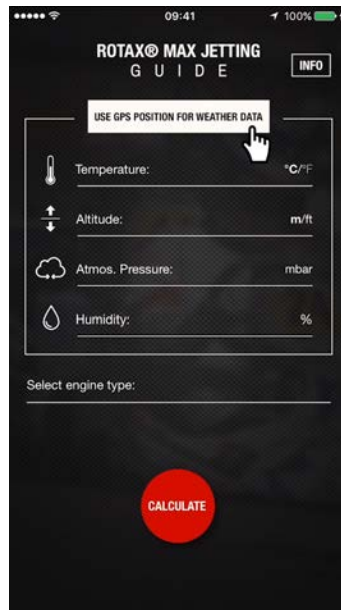 09:41
100%
ROTAX® MAX JETTING
GUIDE
INFO
USE GPS POSITION FOR WEATHER DATA
Temperature: °C/°F
Altitude: m/ft
Atmos. Pressure: mbar
Humidity: %
Select engine type:
CALCULATE